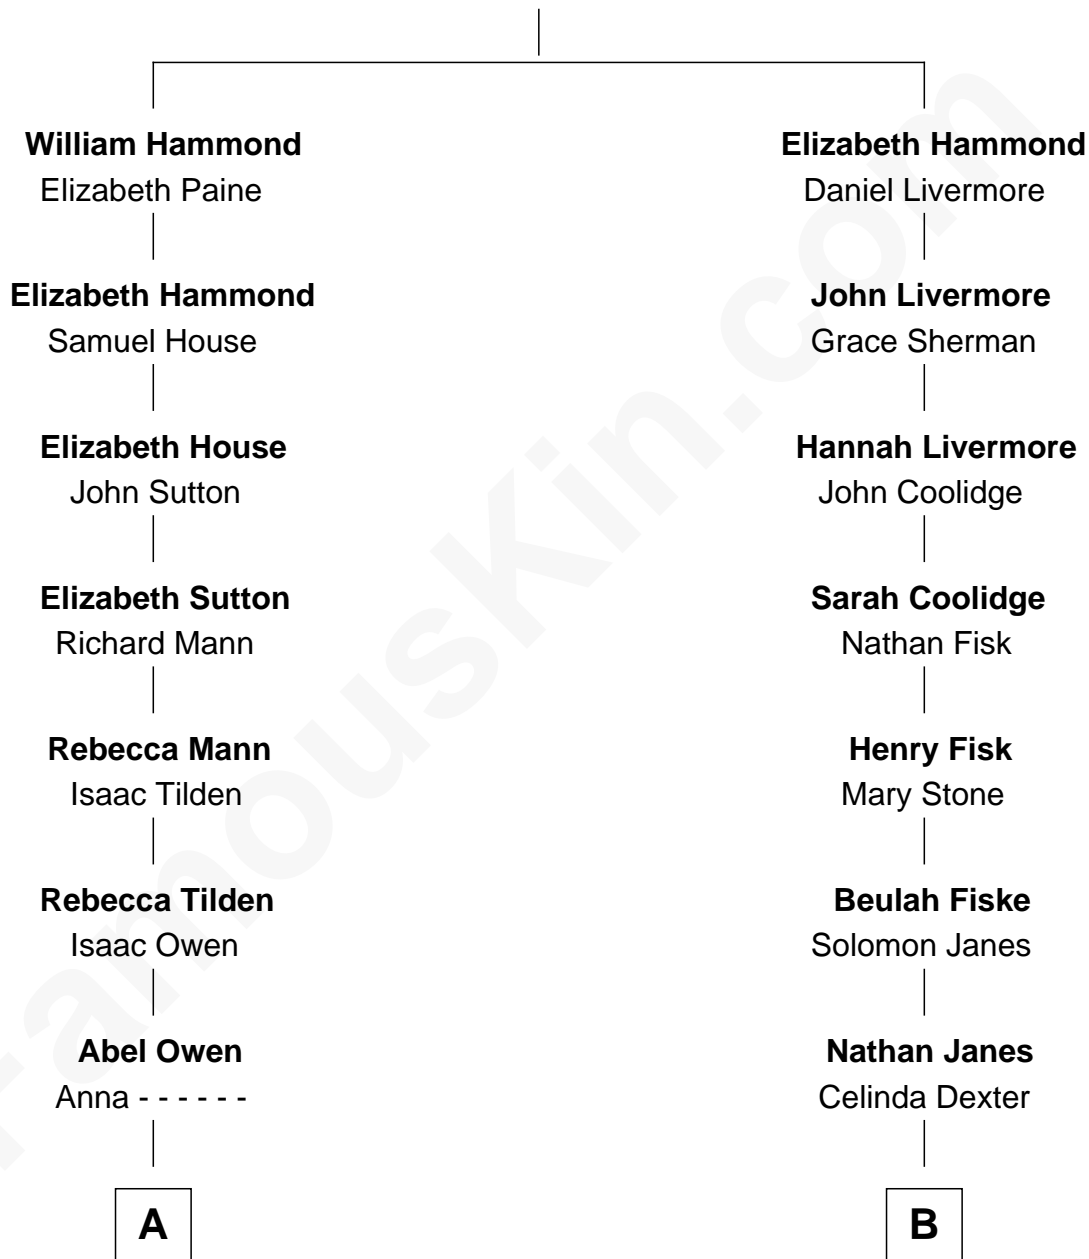 William Hammond
Elizabeth Paine
Elizabeth Hammond
Samuel House
Elizabeth House
John Sutton
Elizabeth Sutton
Richard Mann
Rebecca Mann
Isaac Tilden
Rebecca Tilden
Isaac Owen
Abel Owen
Anna - - - - - -
A
Elizabeth Hammond
Daniel Livermore
John Livermore
Grace Sherman
Hannah Livermore
John Coolidge
Sarah Coolidge
Nathan Fisk
Henry Fisk
Mary Stone
Beulah Fiske
Solomon Janes
Nathan Janes
Celinda Dexter
B
FamousKin.com